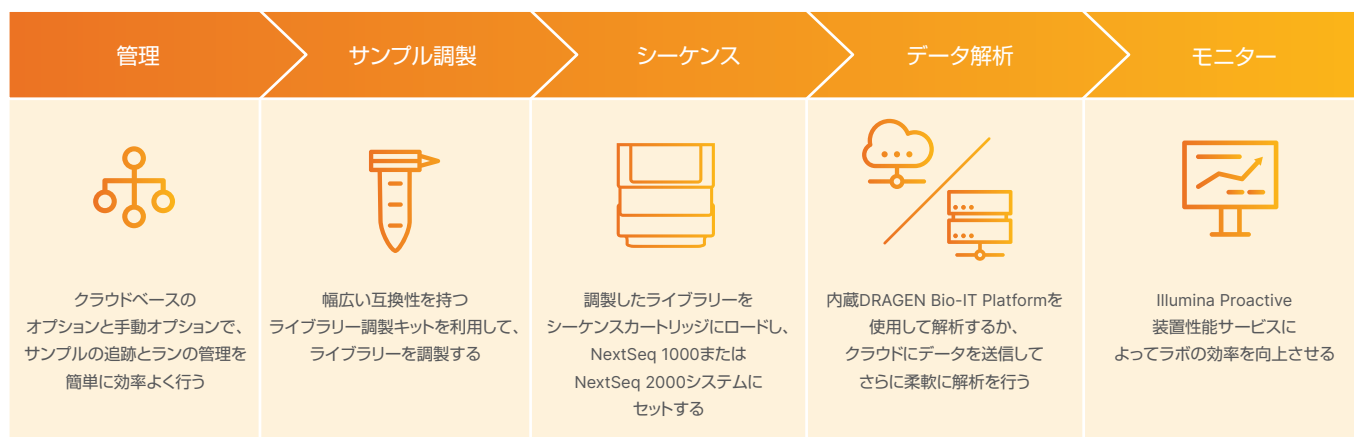 管理
サンプル調製
シーケンス
データ解析
モニター
クラウドベースの
オプションと手動オプションで、
サンプルの追跡とランの管理を
簡単に効率よく行う
幅広い互換性を持つ
ライブラリー調製キットを利用して、
ライブラリーを調製する
調製したライブラリーを
シーケンスカートリッジにロードし、
NextSeq 1000または
NextSeq 2000システムに
セットする
内蔵DRAGEN Bio-IT Platformを
使用して解析するか、
クラウドにデータを送信して
さらに柔軟に解析を行う
Illumina Proactive
装置性能サービスに
よってラボの効率を向上させる